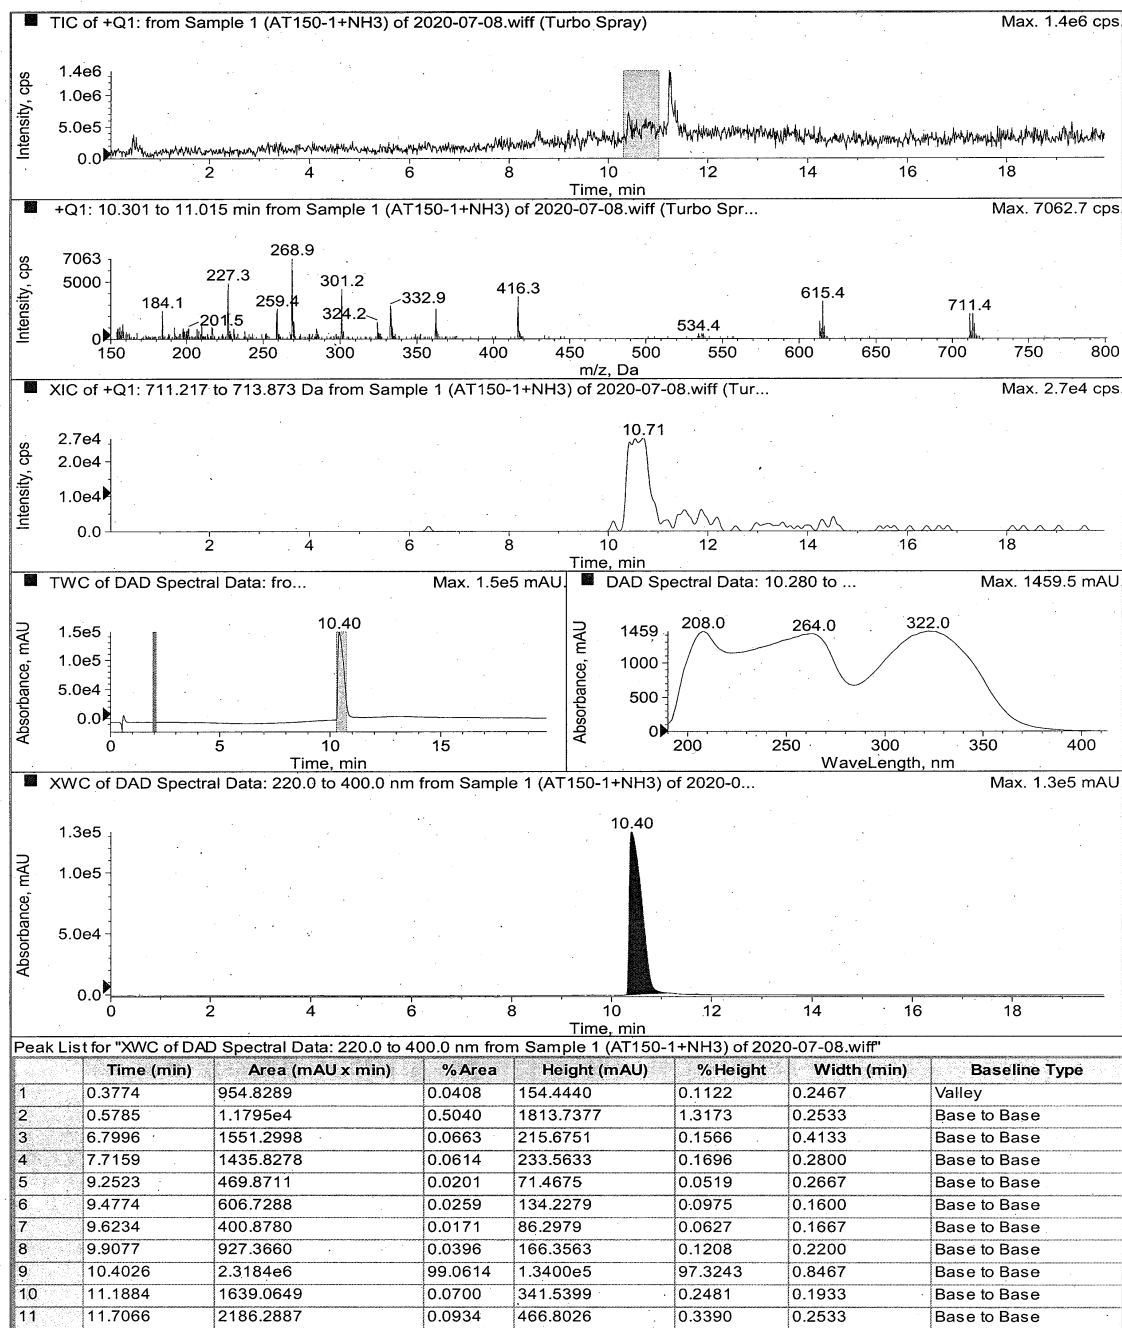 TIC of +Q1: from Sample 1 (AT150-1+NH3) of 2020-07-08.wiff (Turbo Spray) Max. 1.4e6 cps.
Intensity, cps
1.4e6
1.0e6
5.0e5
0.0
2 4 6 8 10 12 14 16 18
Time, min
+Q1: 10.301 to 11.015 min from Sample 1 (AT150-1+NH3) of 2020-07-08.wiff (Turbo Spr... Max. 7062.7 cps.
Intensity, cps
7063
5000
0
184.1 201.5 227.3 259.4 268.9 301.2 324.2 332.9 416.3 534.4 615.4 711.4
150 200 250 300 350 400 450 500 550 600 650 700 750 800
m/z, Da
XIC of +Q1: 711.217 to 713.873 Da from Sample 1 (AT150-1+NH3) of 2020-07-08.wiff (Tur... Max. 2.7e4 cps.
Intensity, cps
2.7e4
2.0e4
1.0e4
0.0
10.71
2 4 6 8 10 12 14 16 18
Time, min
TWC of DAD Spectral Data: fro... Max. 1.5e5 mAU.
Absorbance, mAU
1.5e5
1.0e5
5.0e4
0.0
10.40
0 5 10 15
Time, min
DAD Spectral Data: 10.280 to ... Max. 1459.5 mAU.
Absorbance, mAU
1459
1000
500
0
208.0 264.0 322.0
200 250 300 350 400
WaveLength, nm
XWC of DAD Spectral Data: 220.0 to 400.0 nm from Sample 1 (AT150-1+NH3) of 2020-0... Max. 1.3e5 mAU.
Absorbance, mAU
1.3e5
1.0e5
5.0e4
0.0
10.40
0 2 4 6 8 10 12 14 16 18
Time, min
Peak List for "XWC of DAD Spectral Data: 220.0 to 400.0 nm from Sample 1 (AT150-1+NH3) of 2020-07-08.wiff"
Time (min) Area (mAU x min) %Area Height (mAU) %Height Width (min) Baseline Type
1 0.3774 954.8289 0.0408 154.4440 0.1122 0.2467 Valley
2 0.5785 1.1795e4 0.5040 1813.7377 1.3173 0.2533 Base to Base
3 6.7996 1551.2998 0.0663 215.6751 0.1566 0.4133 Base to Base
4 7.7159 1435.8278 0.0614 233.5633 0.1696 0.2800 Base to Base
5 9.2523 469.8711 0.0201 71.4675 0.0519 0.2667 Base to Base
6 9.4774 606.7288 0.0259 134.2279 0.0975 0.1600 Base to Base
7 9.6234 400.8780 0.0171 86.2979 0.0627 0.1667 Base to Base
8 9.9077 927.3660 0.0396 166.3563 0.1208 0.2200 Base to Base
9 10.4026 2.3184e6 99.0614 1.3400e5 97.3243 0.8467 Base to Base
10 11.1884 1639.0649 0.0700 341.5399 0.2481 0.1933 Base to Base
11 11.7066 2186.2887 0.0934 466.8026 0.3390 0.2533 Base to Base